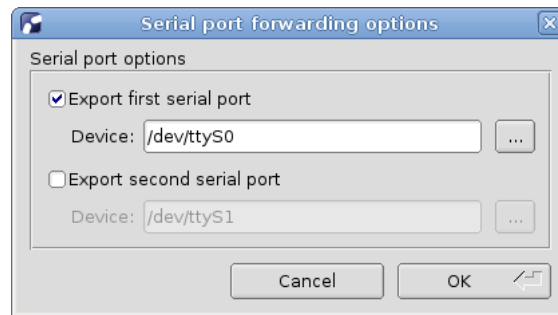 Serial port forwarding options
Serial port options
Export first serial port
Device: /dev/ttyS0 ...
Export second serial port
Device: /dev/ttyS1 ...
Cancel OK